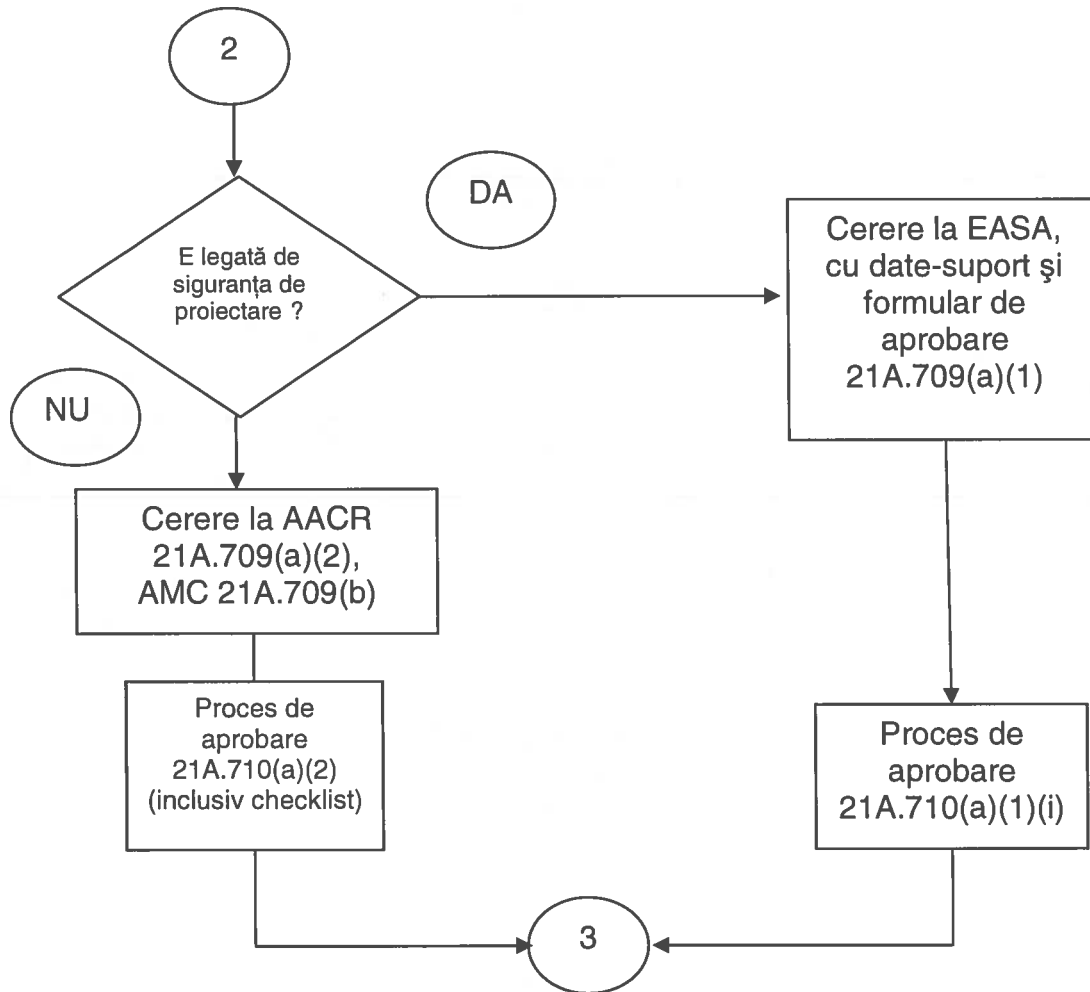 2
DA
E legată de
siguranța de
proiectare ?
Cerere la EASA,
cu date-suport şi
formular de
aprobare
21A.709(a)(1)
NU
Cerere la AACR
21A.709(a)(2),
AMC 21A.709(b)
Proces de
aprobare
21A.710(a)(2)
(inclusiv checklist)
Proces de
aprobare
21A.710(a)(1)(i)
3